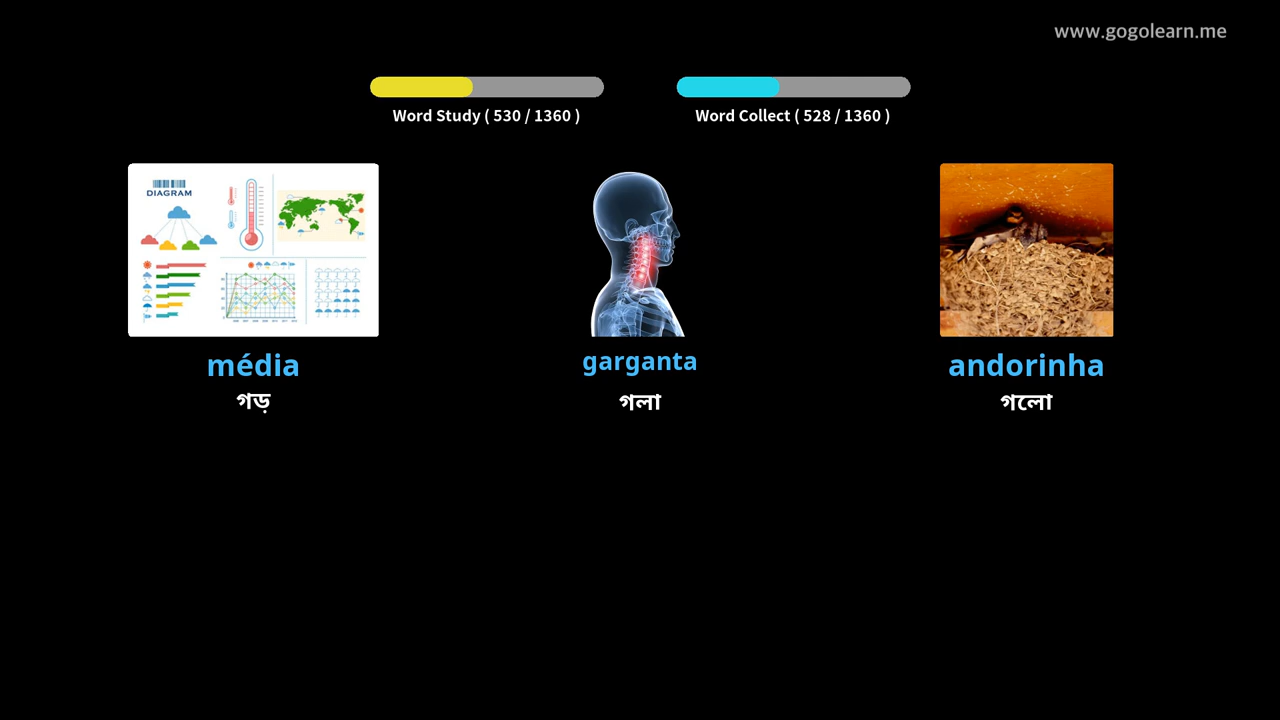 www.gogolearn.me
Word Study ( 530 / 1360 )
Word Collect ( 528 / 1360 )
DIAGRAM
média
garganta
andorinha
গড়
গলা
গলো